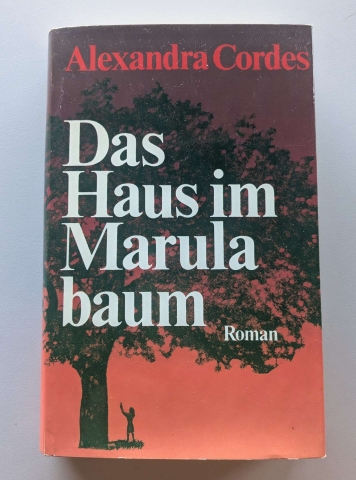 Alexandra Cordes
Das
Haus im
Marula
baum
Roman